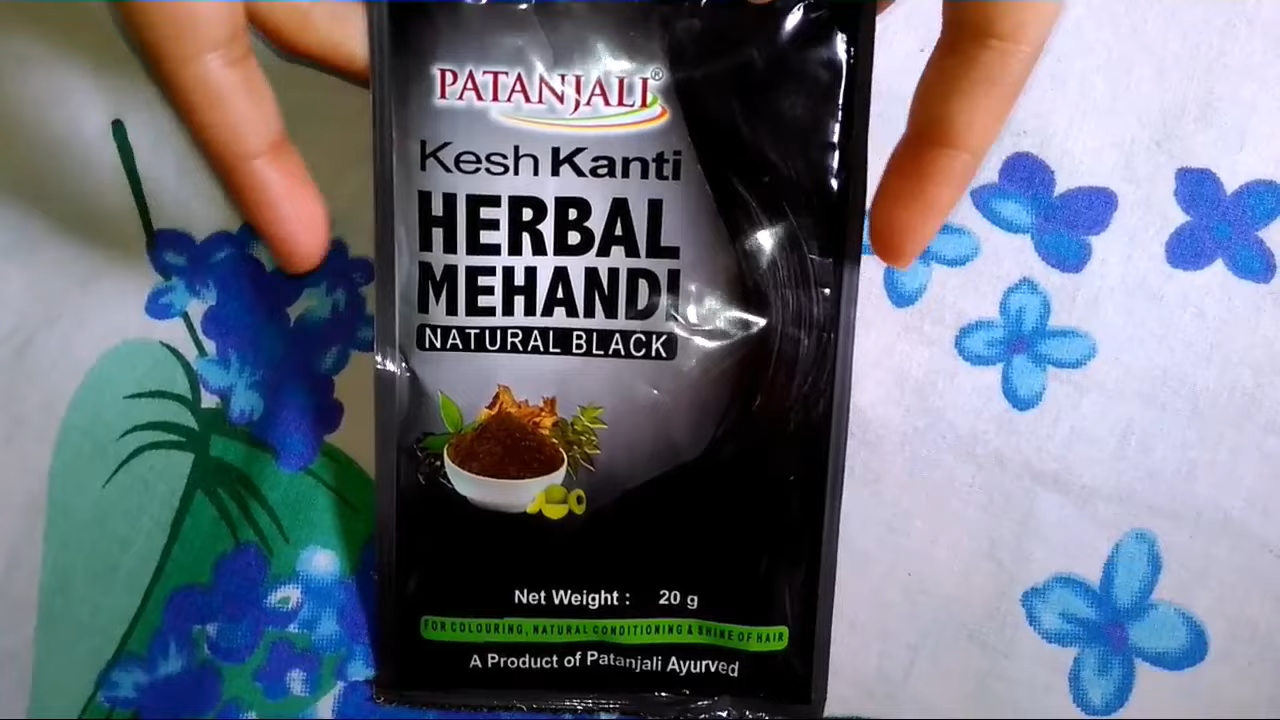 PATANJALI®
Kesh Kanti
HERBAL
MEHANDI
NATURAL BLACK
Net Weight : 20 g
FOR COLOURING, NATURAL CONDITIONING & SHINE OF HAIR
A Product of Patanjali Ayurved